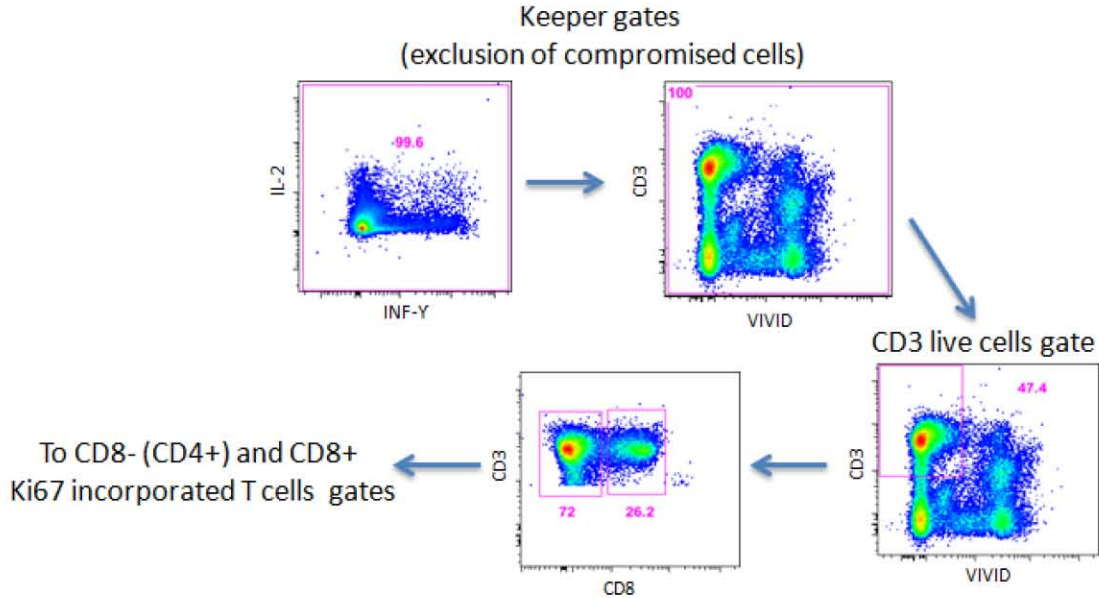 Keeper gates
(exclusion of compromised cells)
99.6
IL-2
INF-Y
100
CD3
VIVID
CD3 live cells gate
47.4
CD3
VIVID
CD3
72
26.2
CD8
To CD8- (CD4+) and CD8+
Ki67 incorporated T cells gates